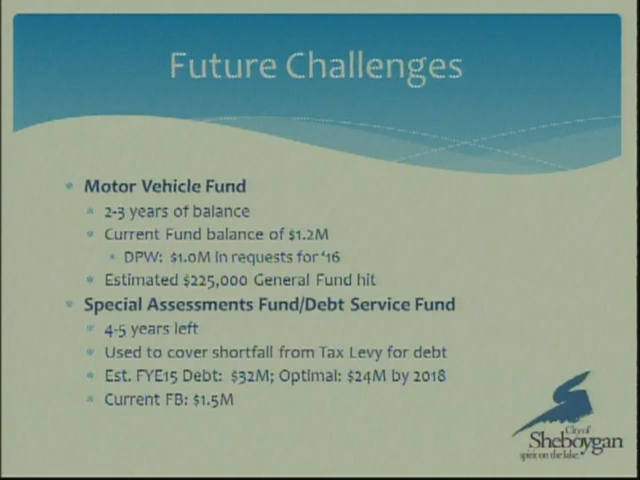 Future Challenges
Motor Vehicle Fund
2-3 years of balance
Current Fund balance of $1.2M
DPW: $1.0M in requests for '16
Estimated $225,000 General Fund hit
Special Assessments Fund/Debt Service Fund
4-5 years left
Used to cover shortfall from Tax Levy for debt
Est. FYE15 Debt: $32M; Optimal: $24M by 2018
Current FB: $1.5M
City of
Sheboygan
spirit on the lake.